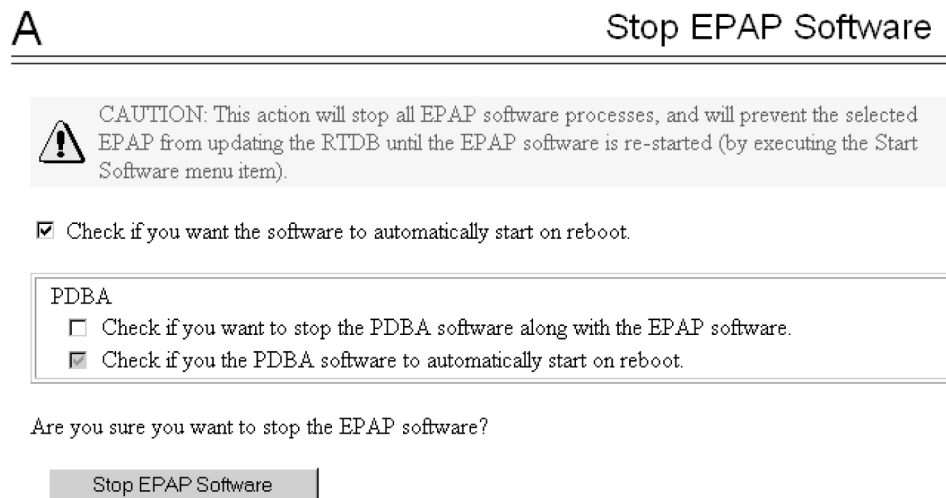 A
Stop EPAP Software
CAUTION: This action will stop all EPAP software processes, and will prevent the selected
EPAP from updating the RTDB until the EPAP software is re-started (by executing the Start
Software menu item).
Check if you want the software to automatically start on reboot.
PDBA
Check if you want to stop the PDBA software along with the EPAP software.
Check if you the PDBA software to automatically start on reboot.
Are you sure you want to stop the EPAP software?
Stop EPAP Software